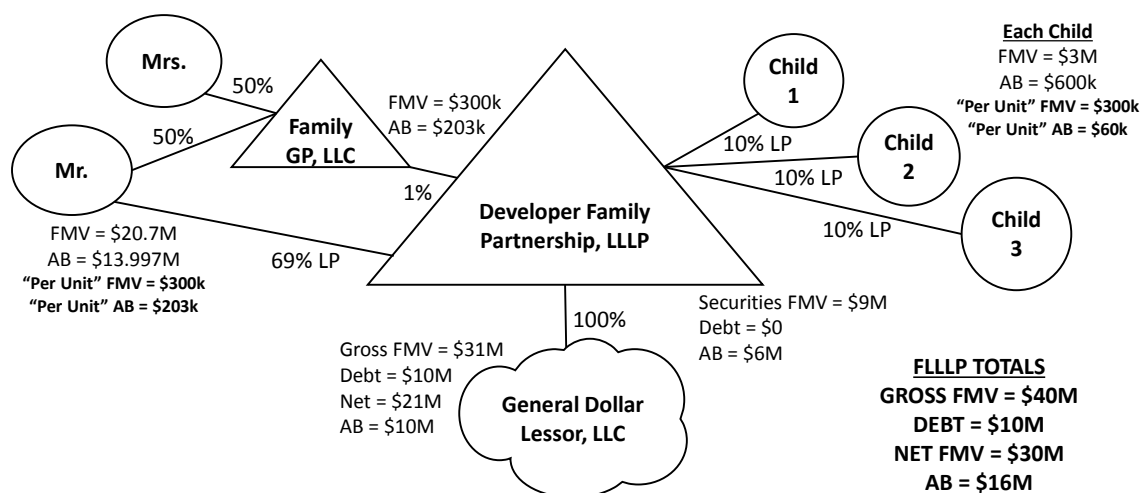 Mrs.
50%
50%
Mr.
Family
GP, LLC
FMV = $300k
AB = $203k
1%
FMV = $20.7M
AB = $13.997M
“Per Unit” FMV = $300k
“Per Unit” AB = $203k
69% LP
Developer Family
Partnership, LLLP
Child
1
10% LP
Child
2
10% LP
Child
3
10% LP
Each Child
FMV = $3M
AB = $600k
“Per Unit” FMV = $300k
“Per Unit” AB = $60k
100%
Securities FMV = $9M
Debt = $0
AB = $6M
Gross FMV = $31M
Debt = $10M
Net = $21M
AB = $10M
General Dollar
Lessor, LLC
FLLLP TOTALS
GROSS FMV = $40M
DEBT = $10M
NET FMV = $30M
AB = $16M